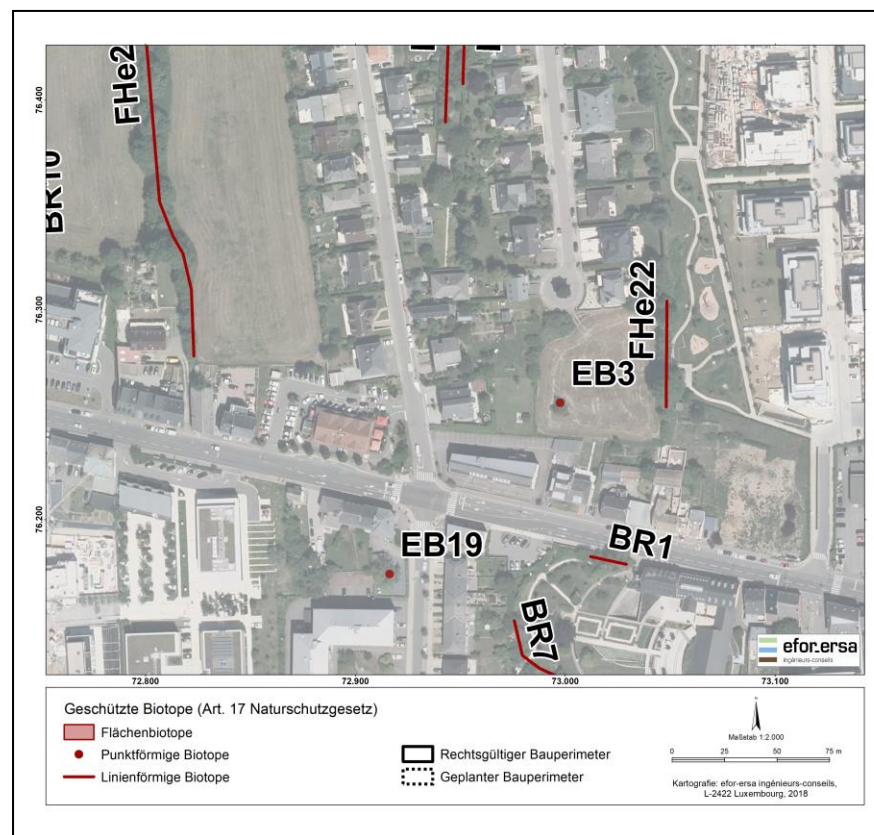 FHe2
BR10
76.400
76.300
76.200
FHe22
EB3
EB19
BR1
BR7
72.800
72.900
73.000
73.100
efor.ersa
ingénieurs-conseils
Geschützte Biotope (Art. 17 Naturschutzgesetz)
Flächenbiotope
Punktförmige Biotope
Linienförmige Biotope
Rechtsgültiger Bauperimeter
Geplanter Bauperimeter
N
Maßstab 1:2.000
0 25 50 75 m
Kartografie: efor-ersa ingénieurs-conseils,
L-2422 Luxembourg, 2018